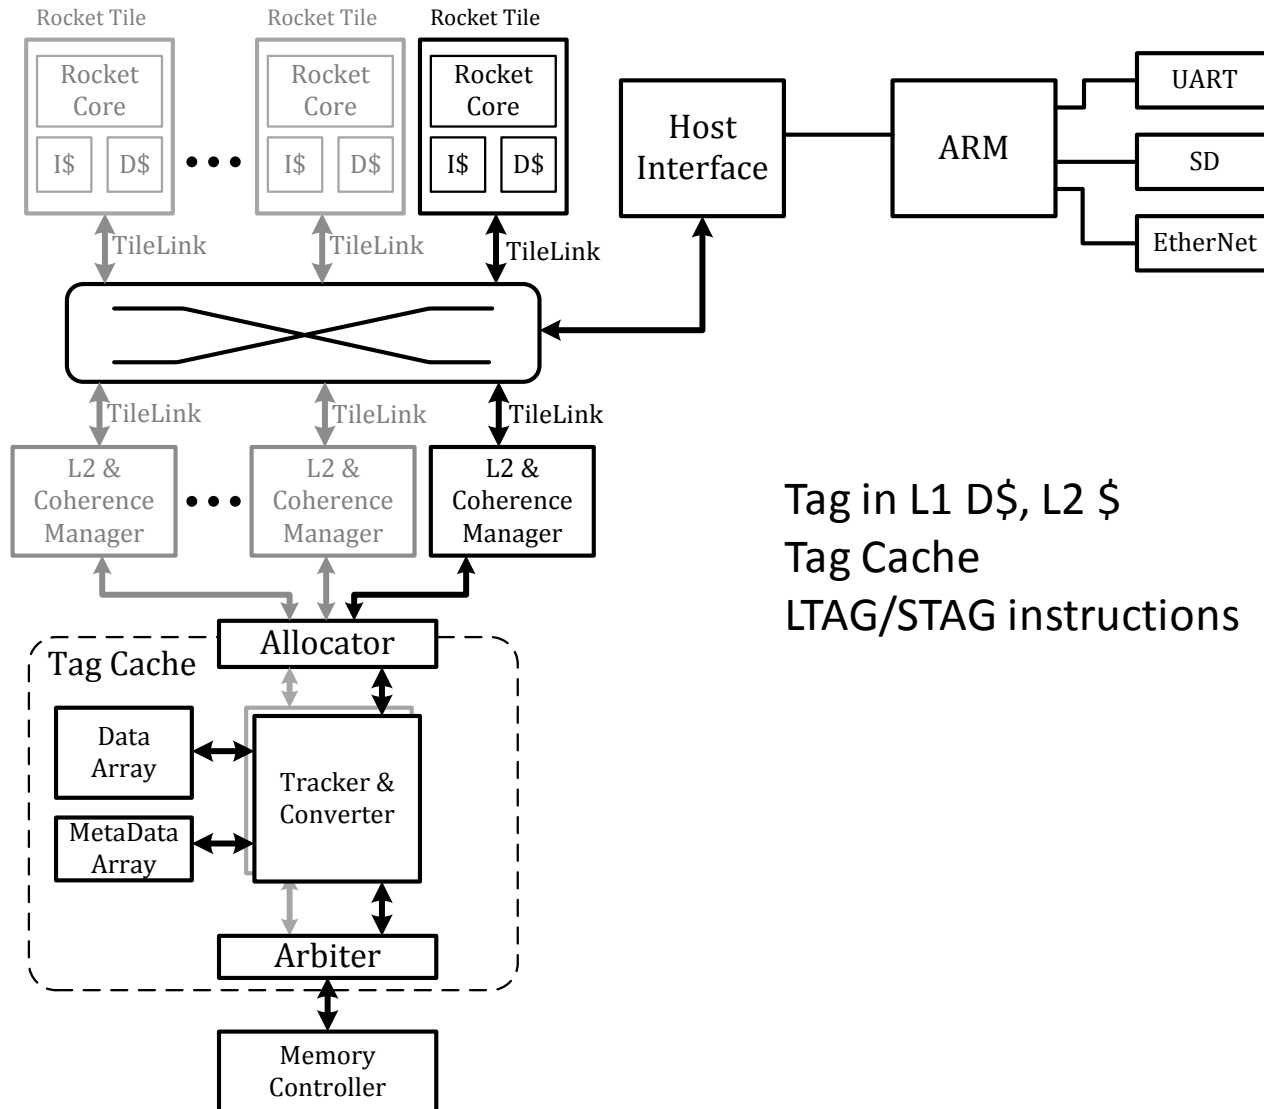 Rocket Tile
Rocket Tile
Rocket Tile
Rocket
Core
I$
D$
Rocket
Core
I$
D$
Rocket
Core
I$
D$
Host
Interface
ARM
UART
SD
EtherNet
TileLink
TileLink
TileLink
TileLink
TileLink
TileLink
L2 &
Coherence
Manager
L2 &
Coherence
Manager
L2 &
Coherence
Manager
Tag in L1 D$, L2 $
Tag Cache
LTAG/STAG instructions
Allocator
Tag Cache
Data
Array
MetaData
Array
Tracker &
Converter
Arbiter
Memory
Controller